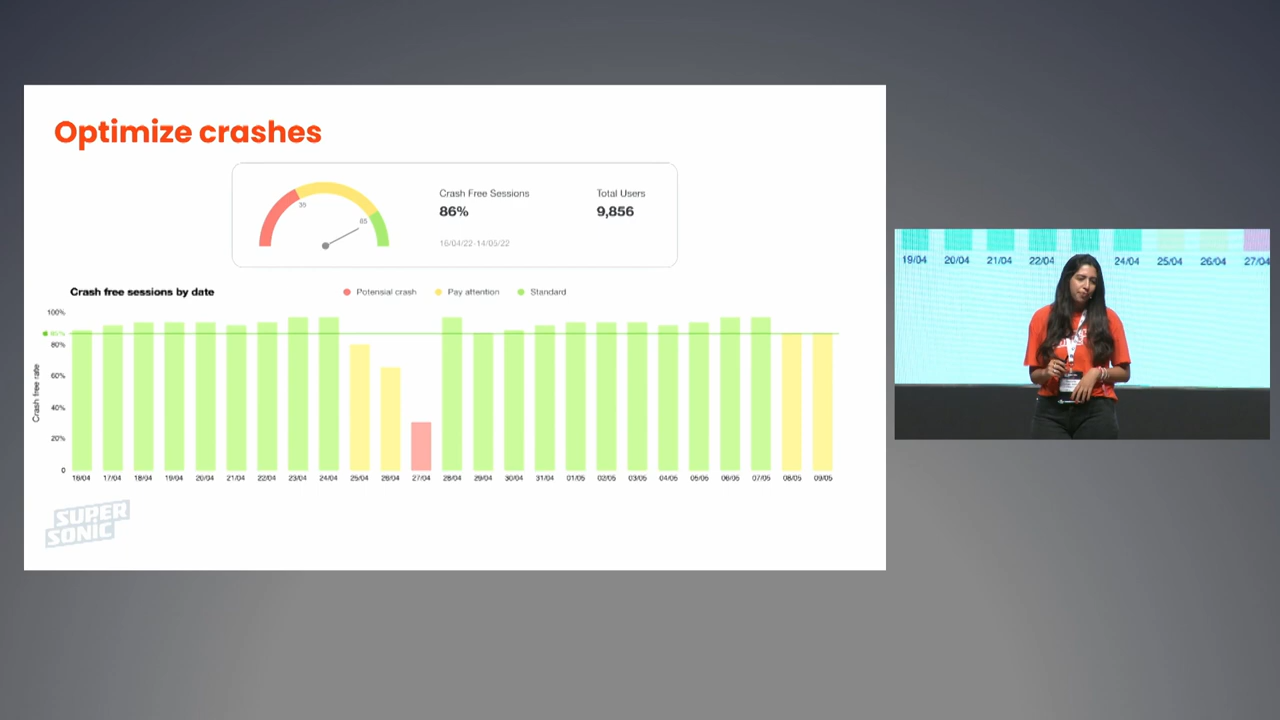 Optimize crashes
39
Crash Free Sessions
Total Users
86%
9,856
16/04/22-14/05/22
Crash free sessions by date
Potensial crash
Pay attention
Standard
100%
80%
60%
40%
20%
0
Crash free rate
16/04 17/04 18/04 19/04 20/04 21/04 22/04 23/04 24/04 25/04 26/04 27/04 28/04 29/04 30/04 31/04 01/05 02/05 03/05 04/05 05/05 06/05 07/05 08/05 09/05
SUPER
SONIC
19/04 20/04 21/04 22/04 24/04 25/04 26/04 27/04